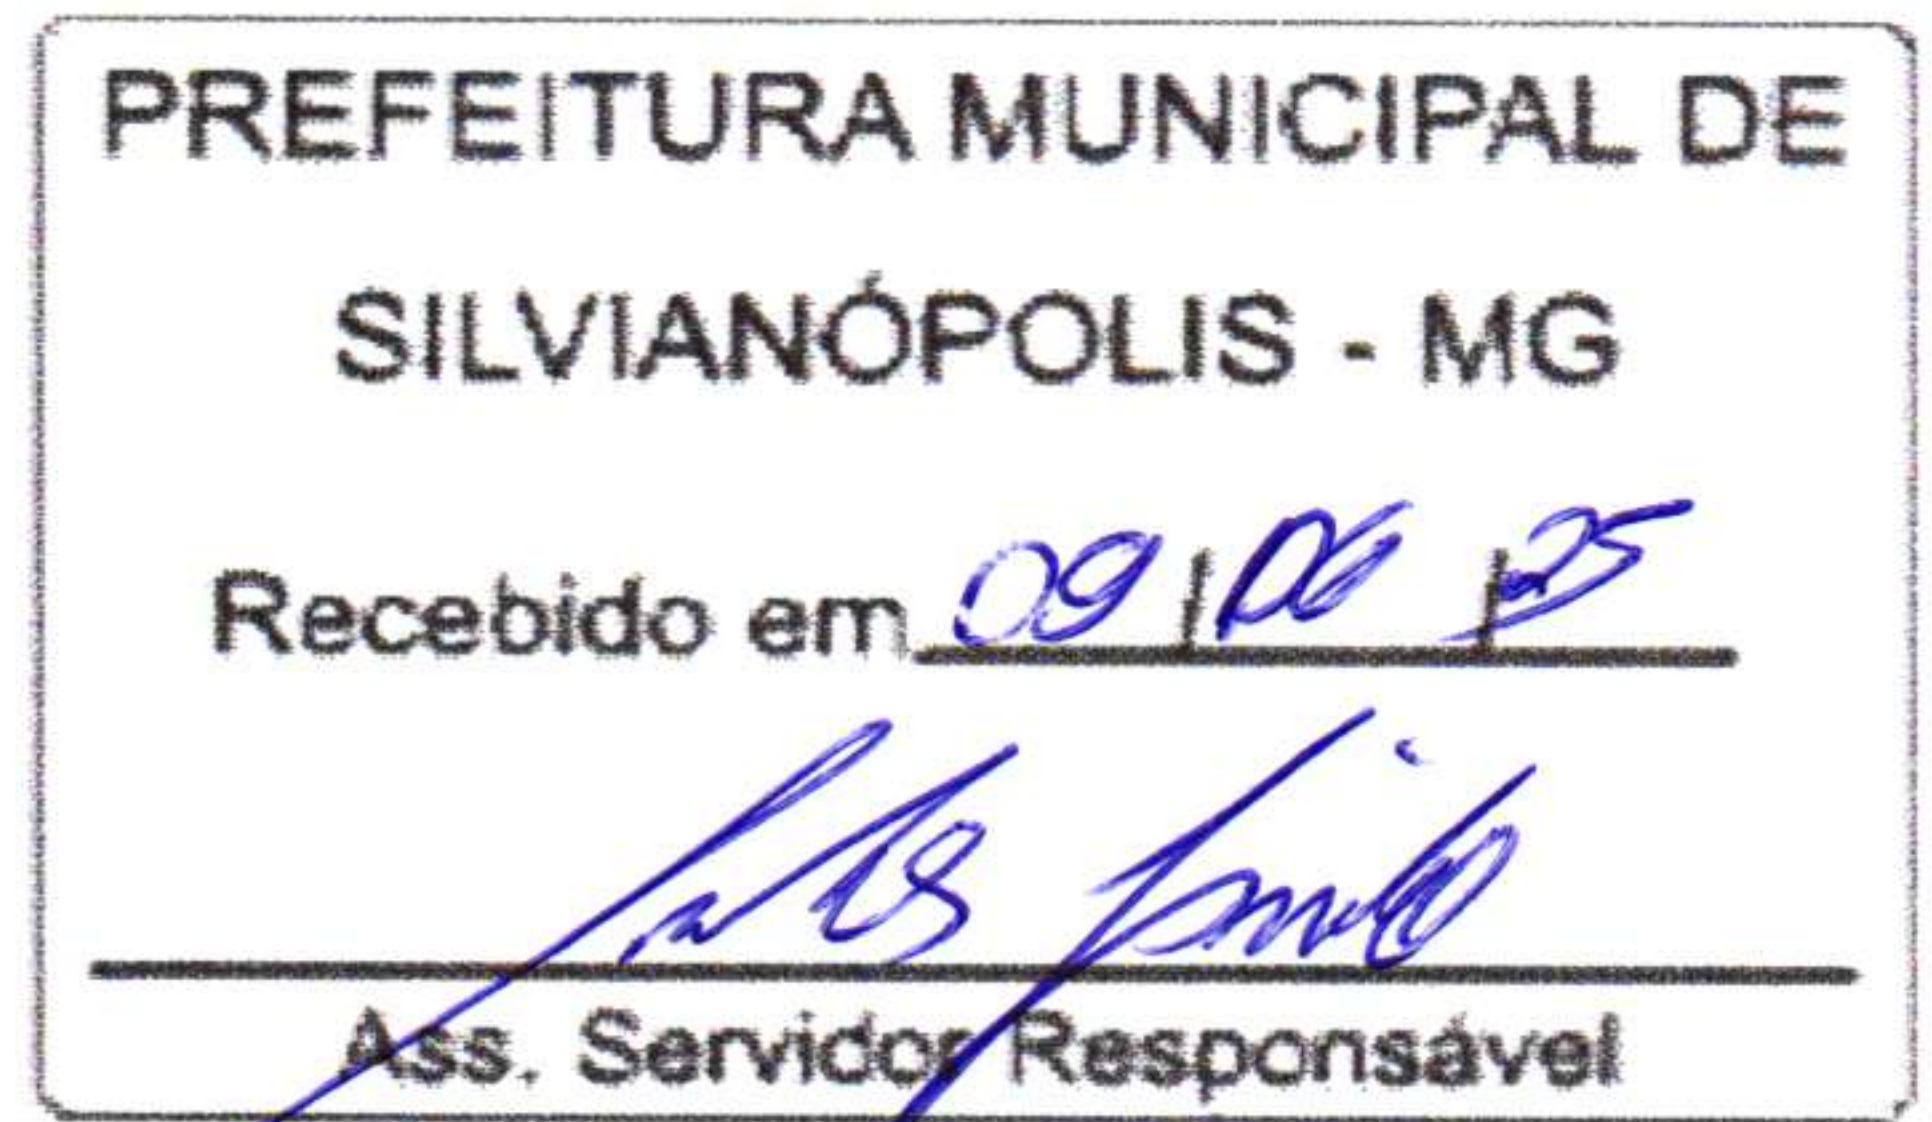 PREFEITURA MUNICIPAL DE
SILVIANÓPOLIS - MG
Recebido em 09 / 06 / 25
Ass. Servidor Responsável